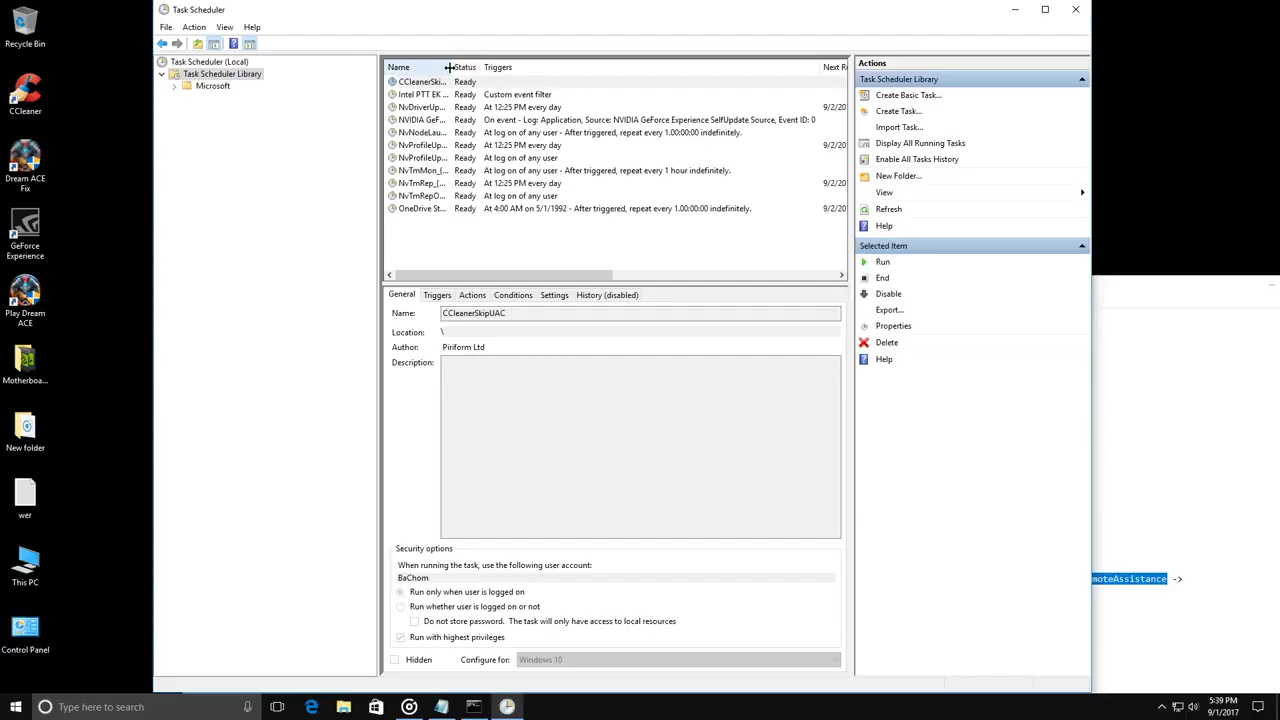 Task Scheduler
File Action View Help
Task Scheduler (Local)
Task Scheduler Library
Microsoft
Name Status Triggers Next Ru
CCleanerSki... Ready
Intel PTT EK ... Ready Custom event filter
NvDriverUp... Ready At 12:25 PM every day 9/2/201
NVIDIA GeF... Ready On event - Log: Application, Source: NVIDIA GeForce Experience SelfUpdate Source, Event ID: 0
NvNodeLau... Ready At log on of any user - After triggered, repeat every 1.00:00:00 indefinitely.
NvProfileUp... Ready At 12:25 PM every day 9/2/201
NvProfileUp... Ready At log on of any user
NvTmMon_{... Ready At log on of any user - After triggered, repeat every 1 hour indefinitely.
NvTmRep_{... Ready At 12:25 PM every day 9/2/201
NvTmRepO... Ready At log on of any user
OneDrive St... Ready At 4:00 AM on 5/1/1992 - After triggered, repeat every 1.00:00:00 indefinitely. 9/2/201
General Triggers Actions Conditions Settings History (disabled)
Name: CCleanerSkipUAC
Location: \
Author: Piriform Ltd
Description:
Security options
When running the task, use the following user account:
BaChom
Run only when user is logged on
Run whether user is logged on or not
Do not store password. The task will only have access to local resources
Run with highest privileges
Hidden Configure for: Windows 10
Actions
Task Scheduler Library
Create Basic Task...
Create Task...
Import Task...
Display All Running Tasks
Enable All Tasks History
New Folder...
View
Refresh
Help
Selected Item
Run
End
Disable
Export...
Properties
Delete
Help
moteAssistance ->
Recycle Bin
CCleaner
Dream ACE
Fix
GeForce
Experience
Play Dream
ACE
Motherboa...
New folder
wer
This PC
Control Panel
Type here to search
5:39 PM
9/1/2017